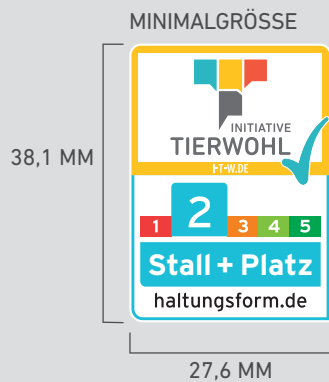 MINIMALGRÖSSE
INITIATIVE
TIERWOHL
I-T-W.DE
38,1 MM
1 2 3 4 5
Stall + Platz
haltungsform.de
27,6 MM